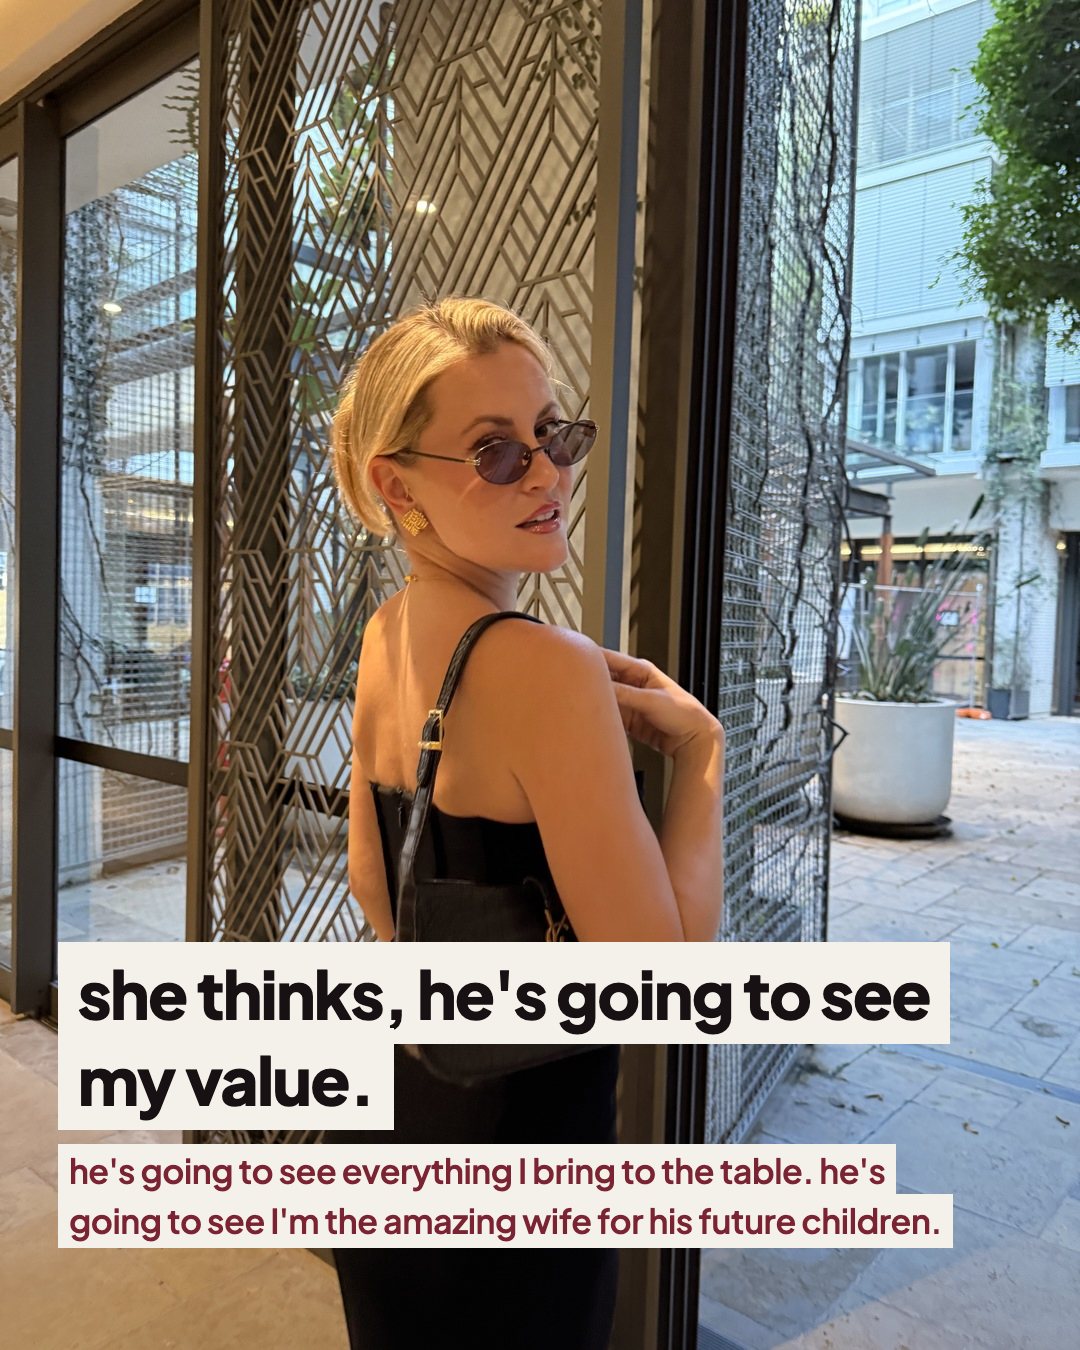 she thinks, he's going to see
my value.
he's going to see everything I bring to the table. he's
going to see I'm the amazing wife for his future children.